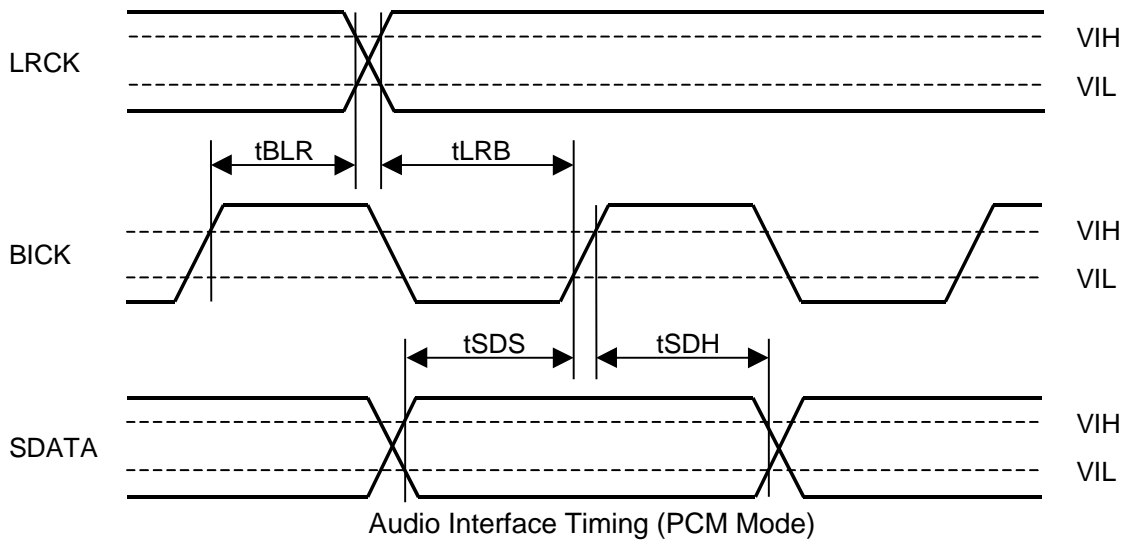 VIH
LRCK
VIL
tBLR tLRB
VIH
BICK
VIL
tSDS tSDH
VIH
SDATA
VIL
Audio Interface Timing (PCM Mode)